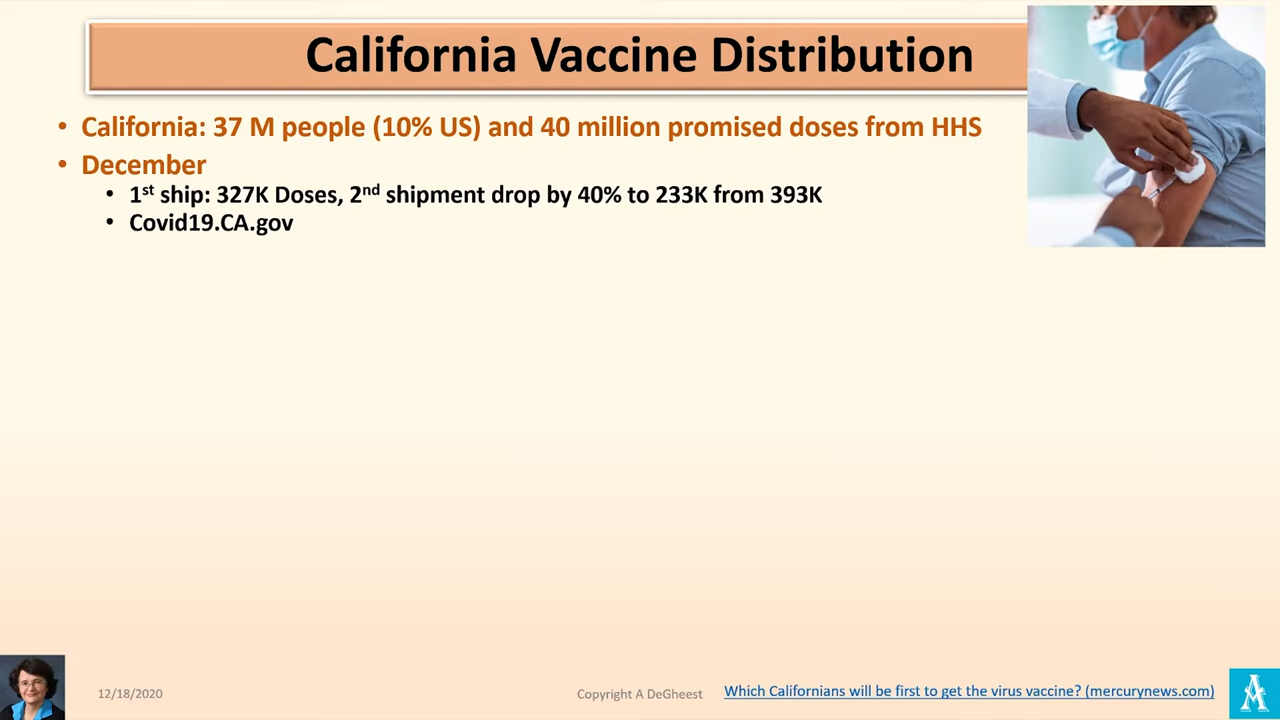 California Vaccine Distribution
• California: 37 M people (10% US) and 40 million promised doses from HHS
• December
• 1st ship: 327K Doses, 2nd shipment drop by 40% to 233K from 393K
• Covid19.CA.gov
12/18/2020
Copyright A DeGheest
Which Californians will be first to get the virus vaccine? (mercurynews.com)
A